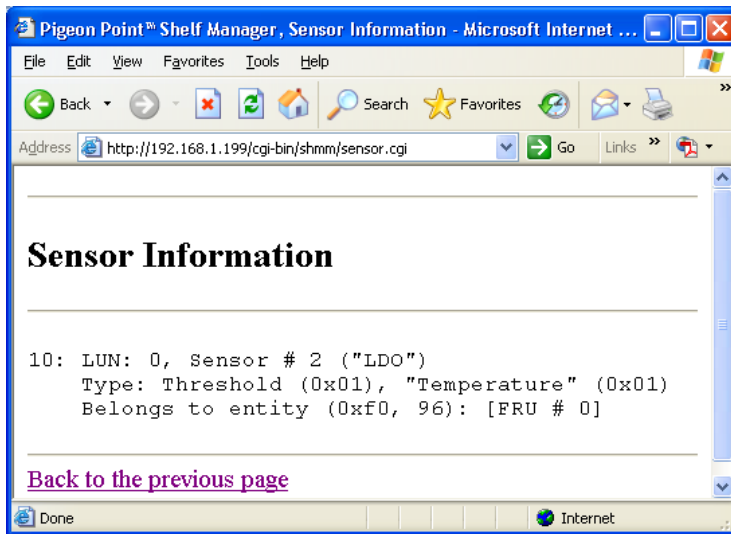 Pigeon Point™ Shelf Manager, Sensor Information - Microsoft Internet ...
File Edit View Favorites Tools Help
Back Search Favorites »
Address http://192.168.1.199/cgi-bin/shmm/sensor.cgi Go Links »
Sensor Information
10: LUN: 0, Sensor # 2 ("LDO")
Type: Threshold (0x01), "Temperature" (0x01)
Belongs to entity (0xf0, 96): [FRU # 0]
Back to the previous page
Done Internet